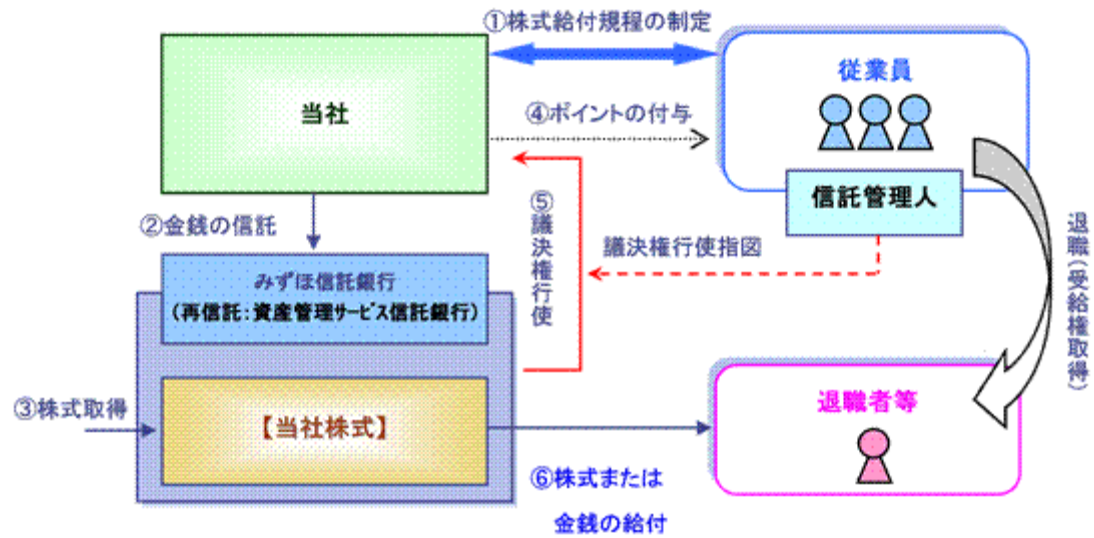 ①株式給付規程の制定
従業員
当社
④ポイントの付与
信託管理人
②金銭の信託
⑤議決権行使
議決権行使指図
退職(受給権取得)
みずほ信託銀行
(再信託:資産管理サービス信託銀行)
③株式取得
【当社株式】
退職者等
⑥株式または
金銭の給付